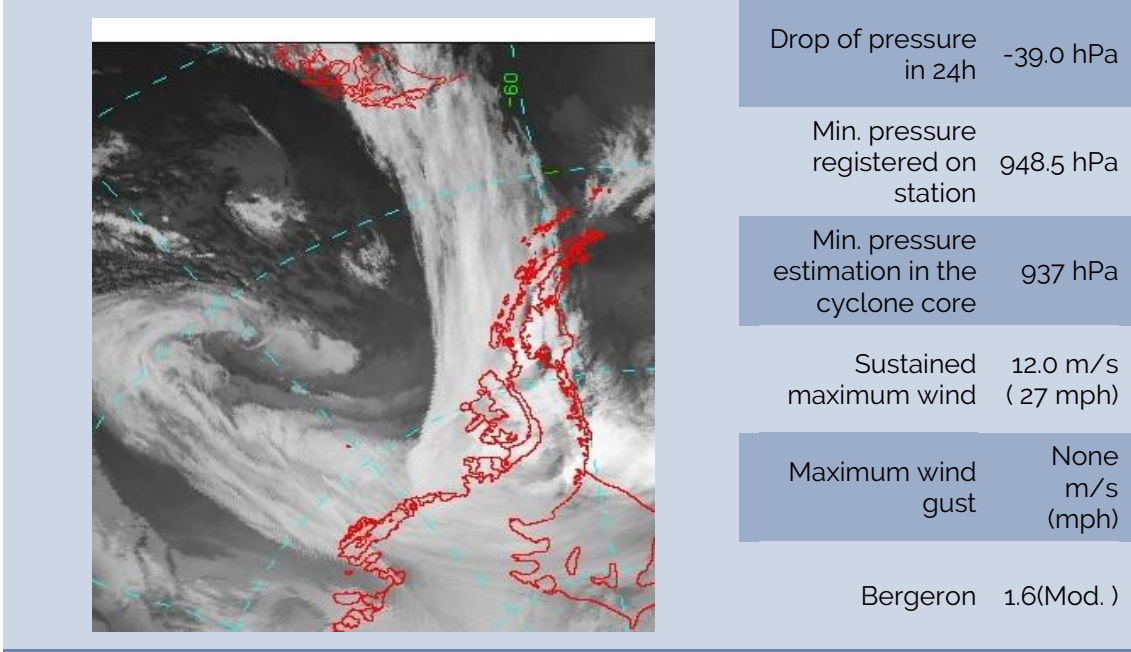 -60
Drop of pressure
in 24h
-39.0 hPa
Min. pressure
registered on
station
948.5 hPa
Min. pressure
estimation in the
cyclone core
937 hPa
Sustained
maximum wind
12.0 m/s
( 27 mph)
Maximum wind
gust
None
m/s
(mph)
Bergeron
1.6(Mod. )